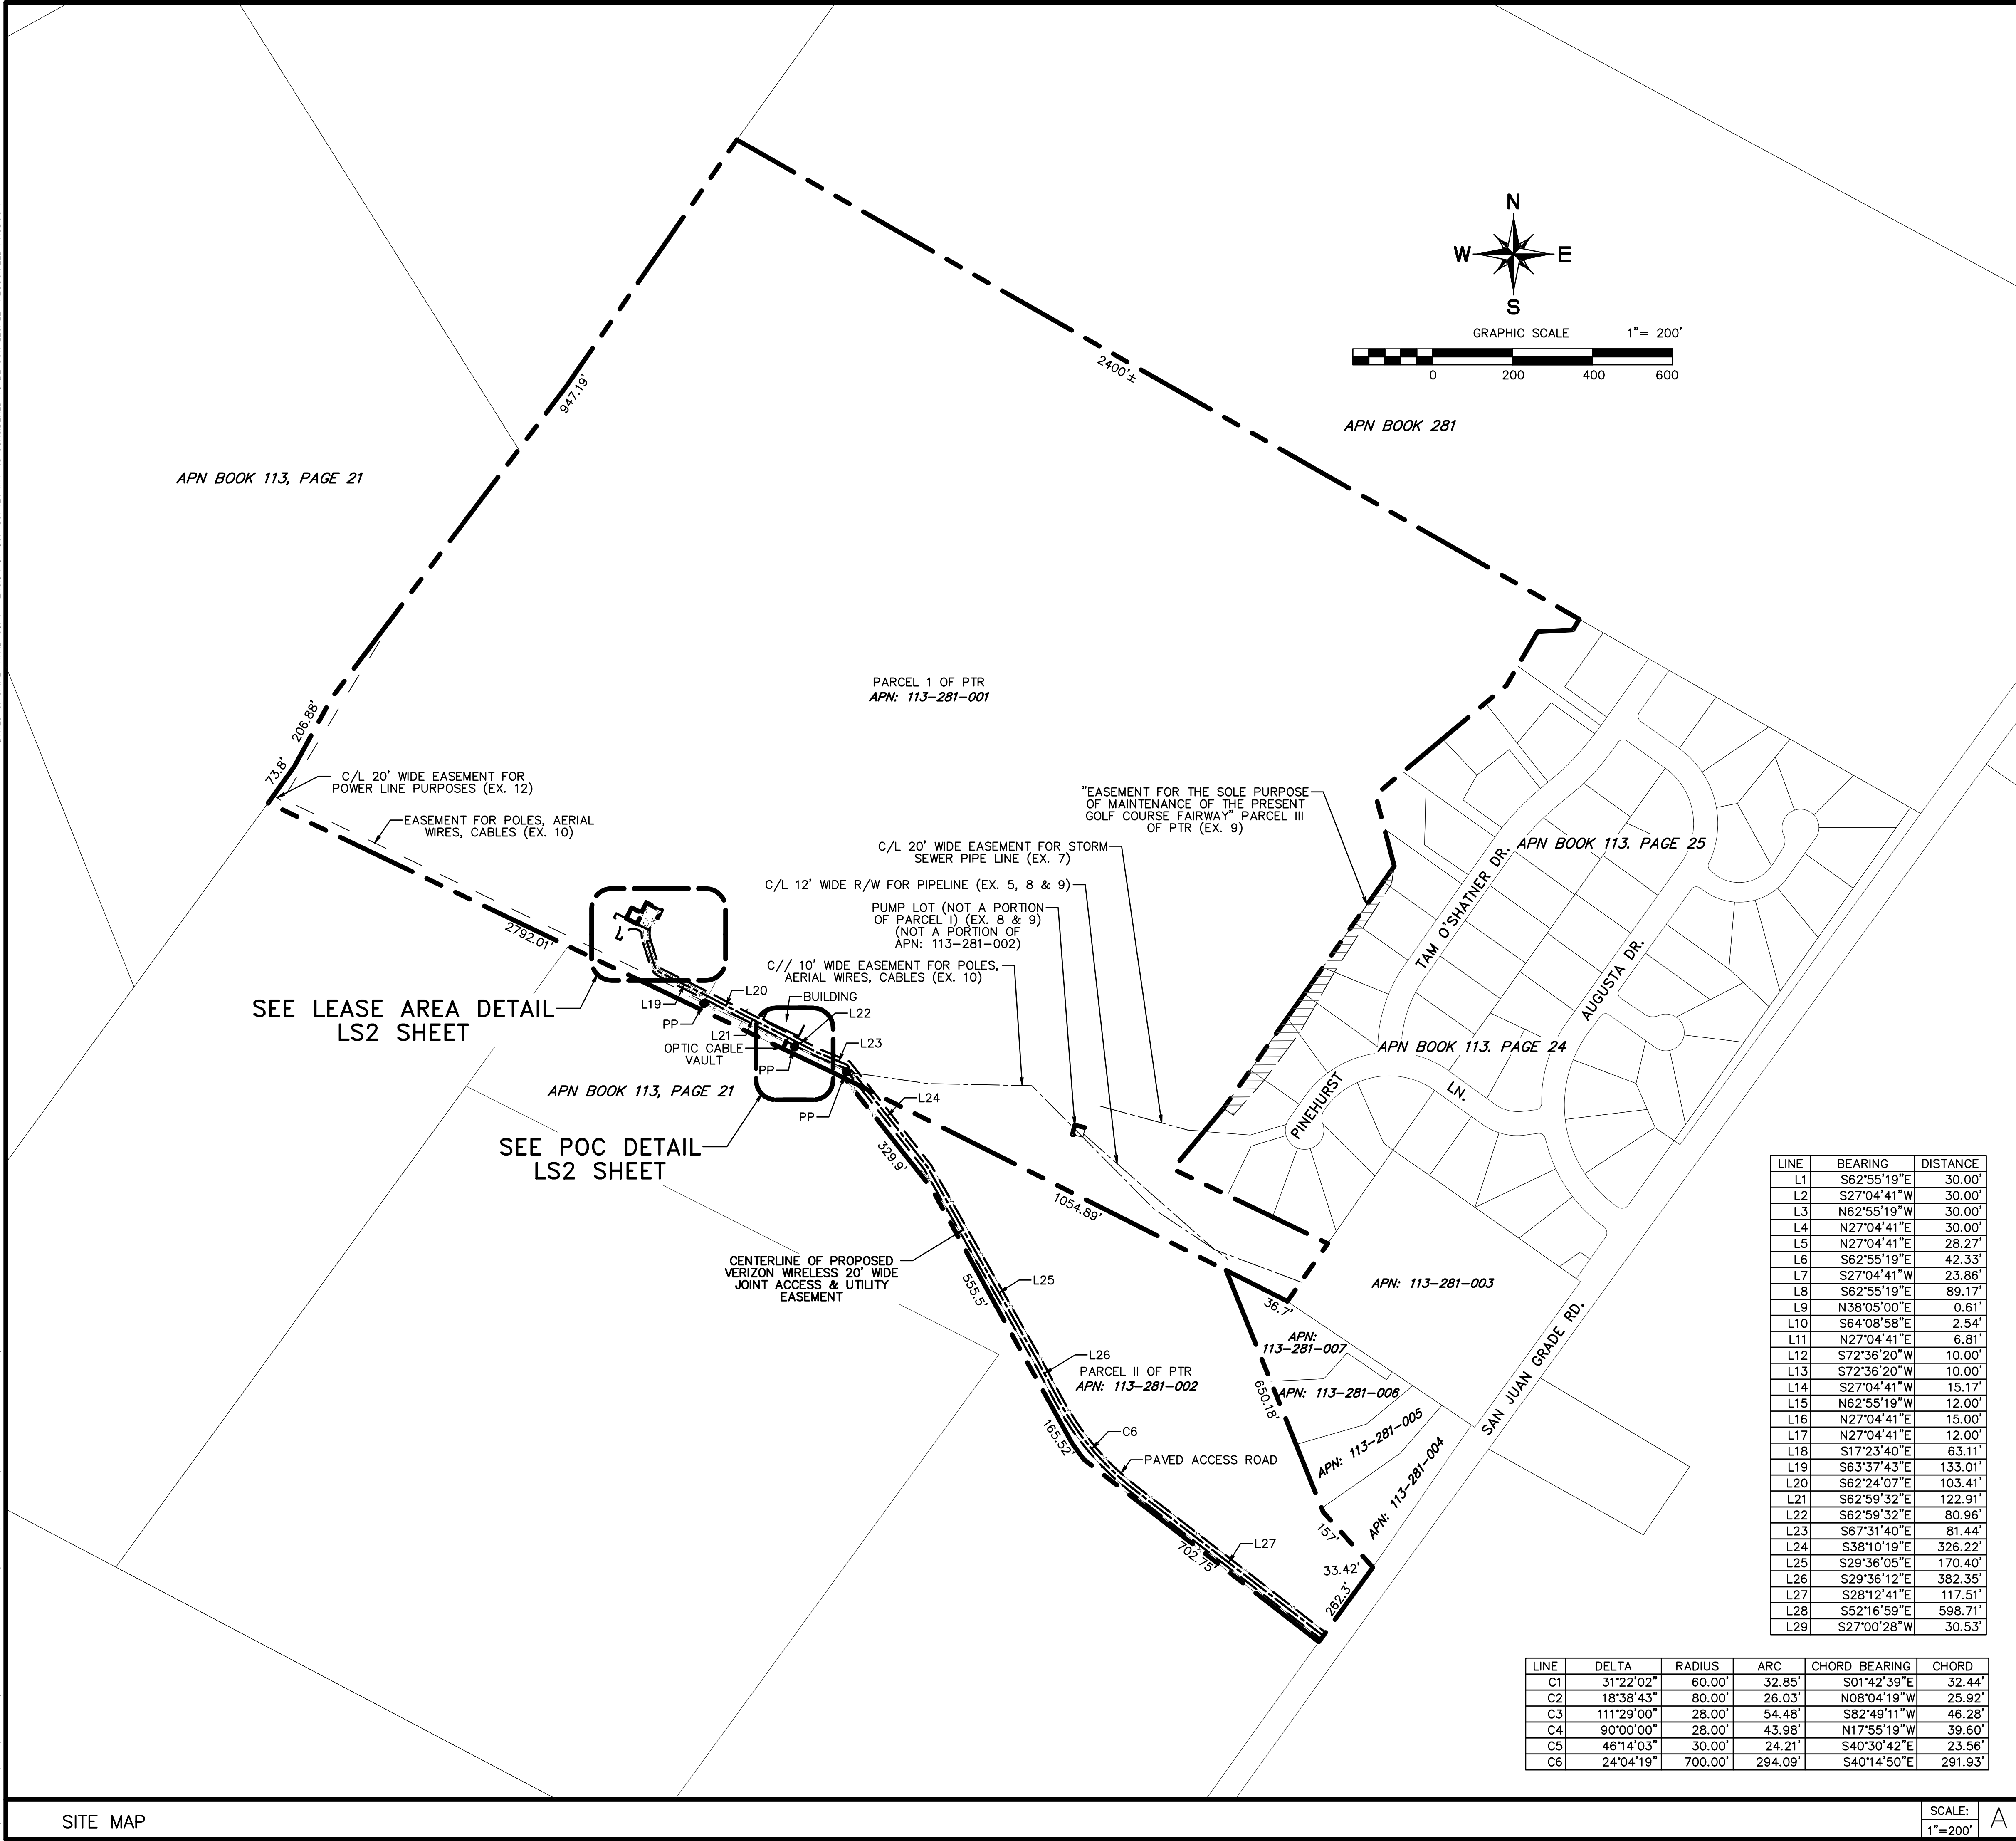 N
W E
S
GRAPHIC SCALE 1"= 200'
0 200 400 600
2400'±
947.19'
APN BOOK 281
APN BOOK 113, PAGE 21
PARCEL 1 OF PTR
APN: 113-281-001
206.88'
73.8'
C/L 20' WIDE EASEMENT FOR
POWER LINE PURPOSES (EX. 12)
EASEMENT FOR POLES, AERIAL
WIRES, CABLES (EX. 10)
"EASEMENT FOR THE SOLE PURPOSE
OF MAINTENANCE OF THE PRESENT
GOLF COURSE FAIRWAY" PARCEL III
OF PTR (EX. 9)
C/L 20' WIDE EASEMENT FOR STORM
SEWER PIPE LINE (EX. 7)
C/L 12' WIDE R/W FOR PIPELINE (EX. 5, 8 & 9)
PUMP LOT (NOT A PORTION
OF PARCEL I) (EX. 8 & 9)
(NOT A PORTION OF
APN: 113-281-002)
C// 10' WIDE EASEMENT FOR POLES,
AERIAL WIRES, CABLES (EX. 10)
APN BOOK 113. PAGE 25
TAM O'SHATNER DR.
AUGUSTA DR.
APN BOOK 113. PAGE 24
PINEHURST
LN.
2792.01'
SEE LEASE AREA DETAIL
LS2 SHEET
L19
L20
PP
BUILDING
L21
L22
OPTIC CABLE
VAULT
PP
L23
APN BOOK 113, PAGE 21
PP
L24
SEE POC DETAIL
LS2 SHEET
329.9'
1054.89'
CENTERLINE OF PROPOSED
VERIZON WIRELESS 20' WIDE
JOINT ACCESS & UTILITY
EASEMENT
L25
555.5'
36.7'
APN: 113-281-003
APN:
113-281-007
L26
PARCEL II OF PTR
APN: 113-281-002
650.18'
APN: 113-281-006
APN: 113-281-005
APN: 113-281-004
SAN JUAN GRADE RD.
165.52'
C6
PAVED ACCESS ROAD
157'
L27
702.75'
33.42'
262.3'
LINE BEARING DISTANCE
L1 S62°55'19"E 30.00'
L2 S27°04'41"W 30.00'
L3 N62°55'19"W 30.00'
L4 N27°04'41"E 30.00'
L5 N27°04'41"E 28.27'
L6 S62°55'19"E 42.33'
L7 S27°04'41"W 23.86'
L8 S62°55'19"E 89.17'
L9 N38°05'00"E 0.61'
L10 S64°08'58"E 2.54'
L11 N27°04'41"E 6.81'
L12 S72°36'20"W 10.00'
L13 S72°36'20"W 10.00'
L14 S27°04'41"W 15.17'
L15 N62°55'19"W 12.00'
L16 N27°04'41"E 15.00'
L17 N27°04'41"E 12.00'
L18 S17°23'40"E 63.11'
L19 S63°37'43"E 133.01'
L20 S62°24'07"E 103.41'
L21 S62°59'32"E 122.91'
L22 S62°59'32"E 80.96'
L23 S67°31'40"E 81.44'
L24 S38°10'19"E 326.22'
L25 S29°36'05"E 170.40'
L26 S29°36'12"E 382.35'
L27 S28°12'41"E 117.51'
L28 S52°16'59"E 598.71'
L29 S27°00'28"W 30.53'
LINE DELTA RADIUS ARC CHORD BEARING CHORD
C1 31°22'02" 60.00' 32.85' S01°42'39"E 32.44'
C2 18°38'43" 80.00' 26.03' N08°04'19"W 25.92'
C3 111°29'00" 28.00' 54.48' S82°49'11"W 46.28'
C4 90°00'00" 28.00' 43.98' N17°55'19"W 39.60'
C5 46°14'03" 30.00' 24.21' S40°30'42"E 23.56'
C6 24°04'19" 700.00' 294.09' S40°14'50"E 291.93'
SITE MAP
SCALE:
1"=200'
A